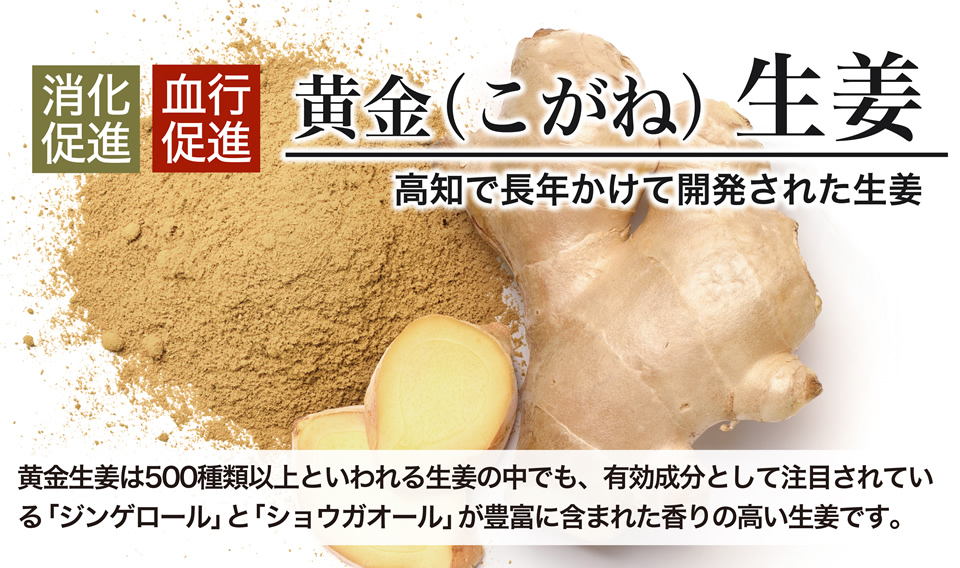 消化
促進
血行
促進
黄金(こがね)生姜
高知で長年かけて開発された生姜
黄金生姜は500種類以上といわれる生姜の中でも、有効成分として注目されてい
る「ジンゲロール」と「ショウガオール」が豊富に含まれた香りの高い生姜です。